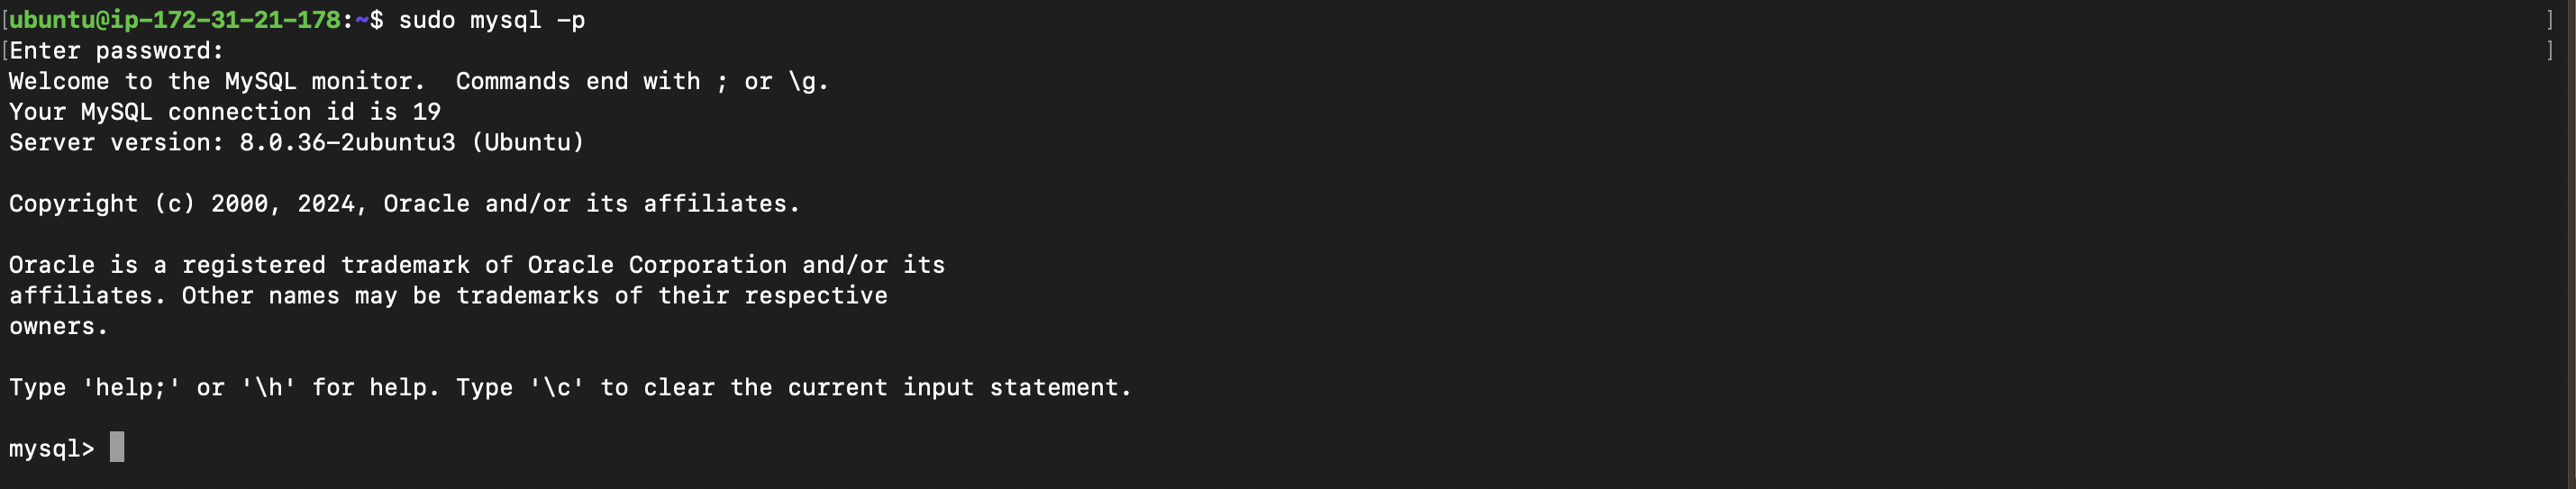 [ubuntu@ip-172-31-21-178:~$ sudo mysql -p ]
[Enter password: ]
Welcome to the MySQL monitor.  Commands end with ; or \g.
Your MySQL connection id is 19
Server version: 8.0.36-2ubuntu3 (Ubuntu)

Copyright (c) 2000, 2024, Oracle and/or its affiliates.

Oracle is a registered trademark of Oracle Corporation and/or its
affiliates. Other names may be trademarks of their respective
owners.

Type 'help;' or '\h' for help. Type '\c' to clear the current input statement.

mysql>